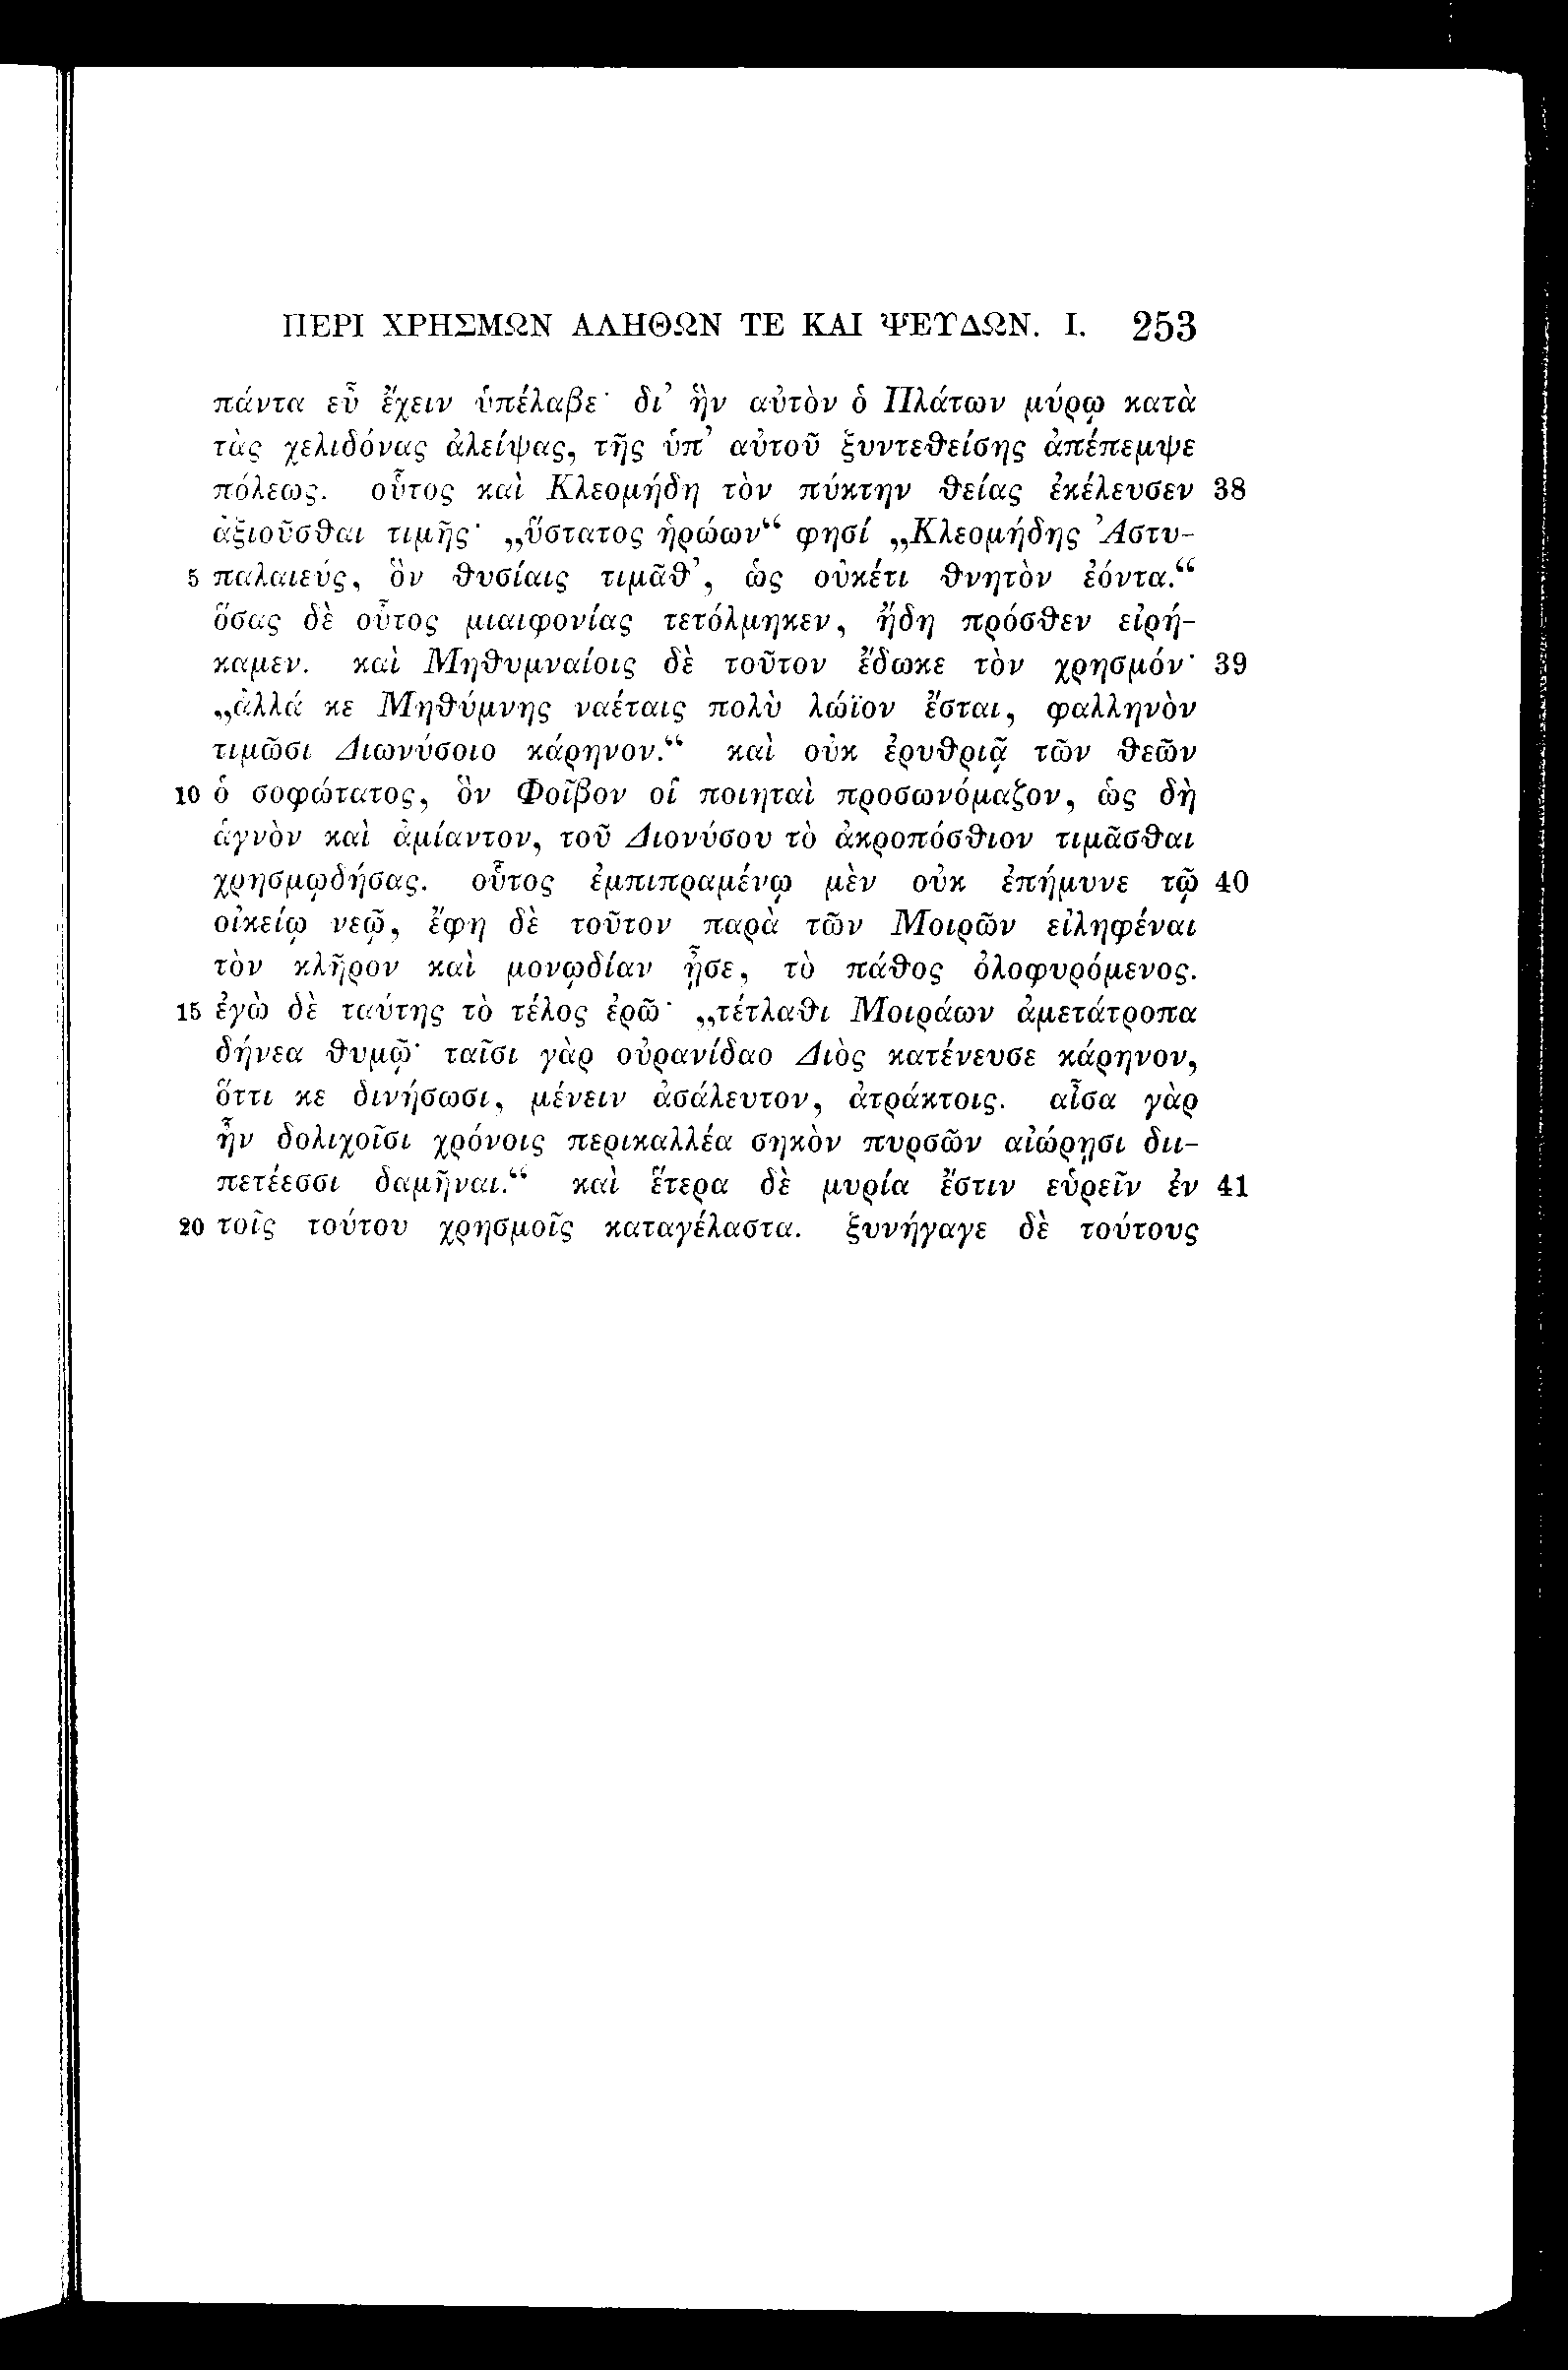 ΠΕΡΙ ΧΡΗΣΜΩΝ ΑΛΗΘΩΝ ΤΕ ΚΑΙ ΨΕΥΔΩΝ. Ι. 253
πάντα εὖ ἔχειν ὑπέλαβε· δι’ ἣν αὐτὸν ὁ Πλάτων μύρῳ κατὰ
τὰς χελιδόνας ἀλείψας, τῆς ὑπ’ αὐτοῦ ξυντεθείσης ἀπέπεμψε
πόλεως. οὗτος καὶ Κλεομήδη τὸν πύκτην θείας ἐκέλευσεν 38
ἀξιοῦσθαι τιμῆς· „ὕστατος ἡρώων“ φησί „Κλεομήδης Ἀστυ-
5 παλαιεύς, ὃν θυσίαις τιμᾶθ’, ὡς οὐκέτι θνητὸν ἐόντα.“
ὅσας δὲ οὗτος μιαιφονίας τετόλμηκεν, ἤδη πρόσθεν εἰρή-
καμεν. καὶ Μηθυμναίοις δὲ τοῦτον ἔδωκε τὸν χρησμόν· 39
„ἀλλά κε Μηθύμνης ναέταις πολὺ λώϊον ἔσται, φαλληνὸν
τιμῶσι Διωνύσοιο κάρηνον.“ καὶ οὐκ ἐρυθριᾷ τῶν θεῶν
10 ὁ σοφώτατος, ὃν Φοῖβον οἱ ποιηταὶ προσωνόμαζον, ὡς δὴ
ἁγνὸν καὶ ἀμίαντον, τοῦ Διονύσου τὸ ἀκροπόσθιον τιμᾶσθαι
χρησμῳδήσας. οὗτος ἐμπιπραμένῳ μὲν οὐκ ἐπήμυνε τῷ 40
οἰκείῳ νεῴ, ἔφη δὲ τοῦτον παρὰ τῶν Μοιρῶν εἰληφέναι
τὸν κλῆρον καὶ μονῳδίαν ᾖσε, τὸ πάθος ὀλοφυρόμενος.
15 ἐγὼ δὲ ταύτης τὸ τέλος ἐρῶ· „τέτλαθι Μοιράων ἀμετάτροπα
δήνεα θυμῷ· ταῖσι γὰρ οὐρανίδαο Διὸς κατένευσε κάρηνον,
ὅττι κε δινήσωσι, μένειν ἀσάλευτον, ἀτράκτοις. αἶσα γὰρ
ἦν δολιχοῖσι χρόνοις περικαλλέα σηκὸν πυρσῶν αἰώρῃσι διι-
πετέεσσι δαμῆναι.“ καὶ ἕτερα δὲ μυρία ἔστιν εὑρεῖν ἐν 41
20 τοῖς τούτου χρησμοῖς καταγέλαστα. ξυνήγαγε δὲ τούτους